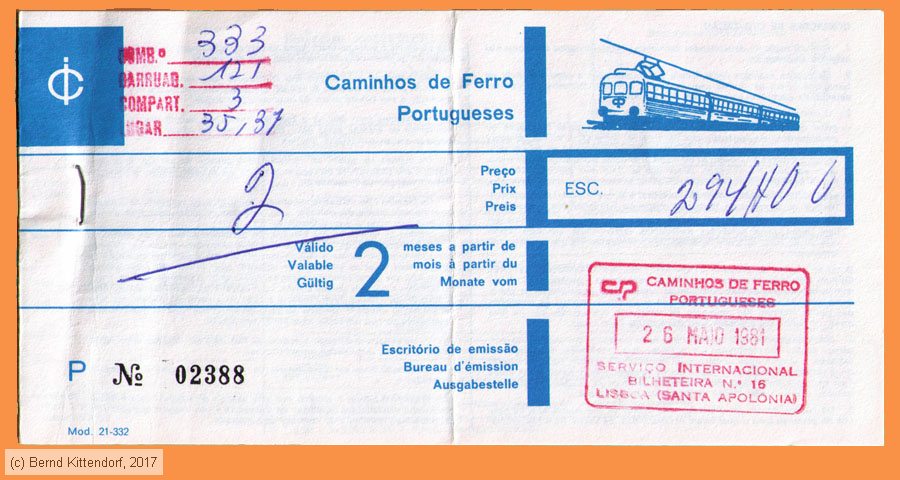 COMB.º 333
CARRUAG. 121
COMPART. 3
LUGAR 35,37
Caminhos de Ferro
Portugueses
2
Preço
Prix
Preis
ESC.
Válido
Valable
Gültig
2
meses a partir de
mois à partir du
Monate vom
CP CAMINHOS DE FERRO
PORTUGUESES
26 MAIO 1981
SERVIÇO INTERNACIONAL
BILHETEIRA N.º 16
LISBOA (SANTA APOLÓNIA)
Escritório de emissão
Bureau d'émission
Ausgabestelle
P № 02388
Mod. 21-332
(c) Bernd Kittendorf, 2017